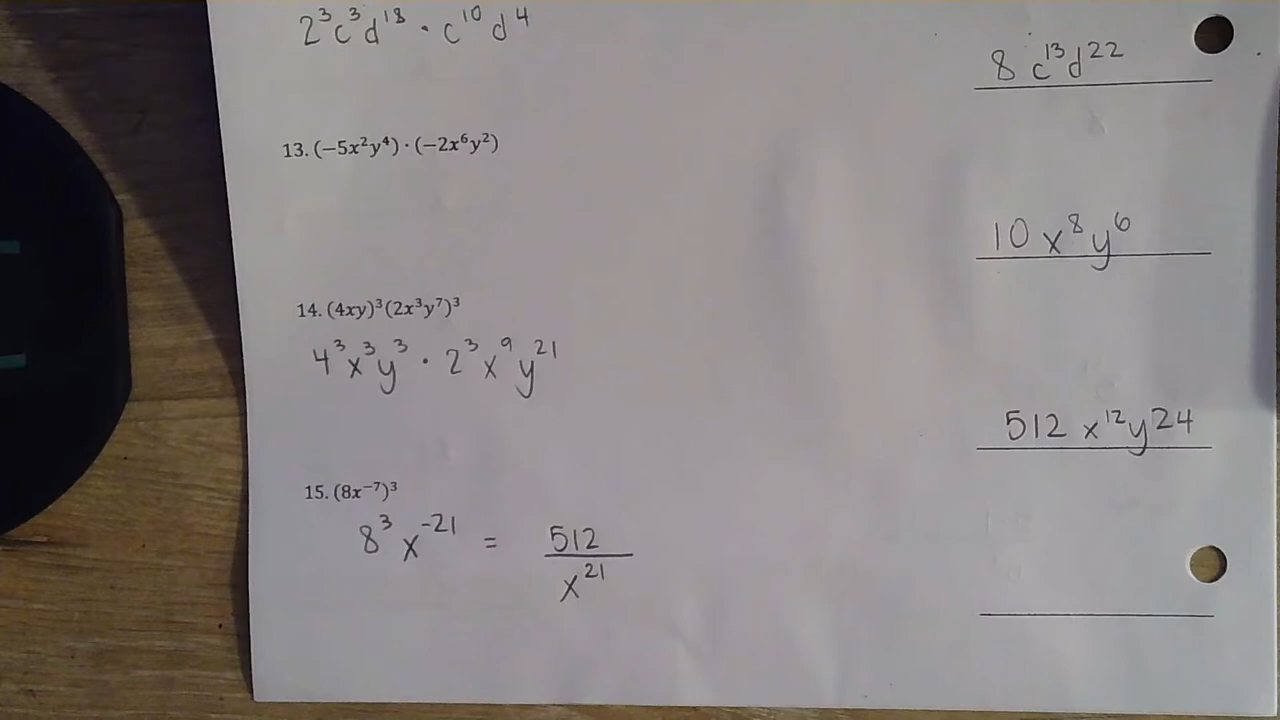 2³c³d¹⁸ · c¹⁰d⁴
8c¹³d²²
13. (−5x²y⁴) · (−2x⁶y²)
10x⁸y⁶
14. (4xy)³(2x³y⁷)³
4³x³y³ · 2³x⁹y²¹
512x¹²y²⁴
15. (8x⁻⁷)³
8³x⁻²¹ = 512/x²¹